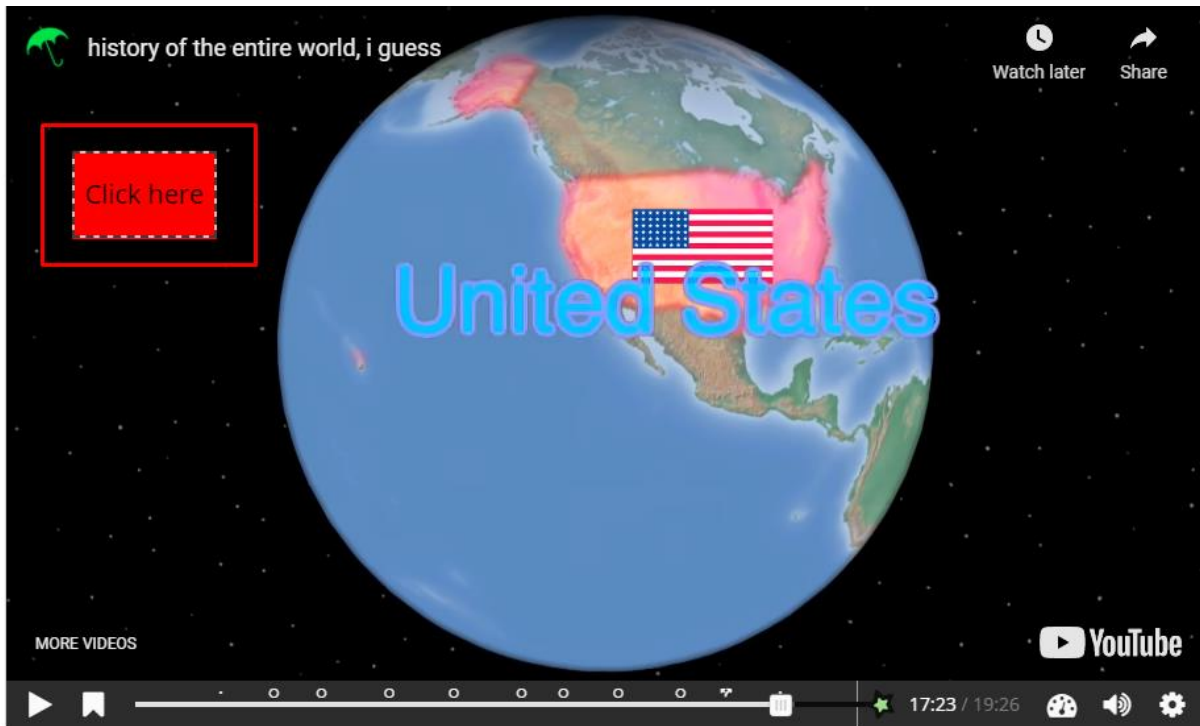 history of the entire world, i guess
Watch later
Share
Click here
United States
MORE VIDEOS
YouTube
17:23 / 19:26